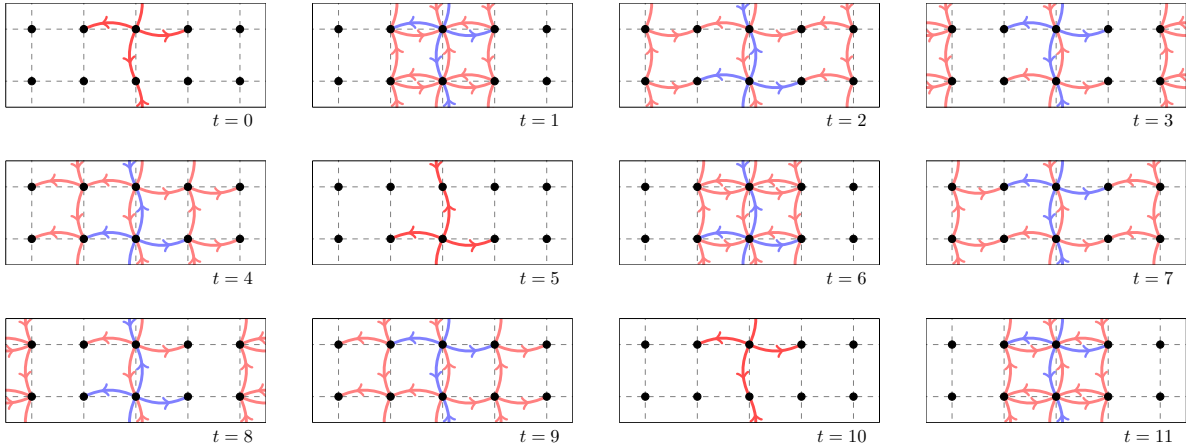 t = 0
t = 1
t = 2
t = 3
t = 4
t = 5
t = 6
t = 7
t = 8
t = 9
t = 10
t = 11